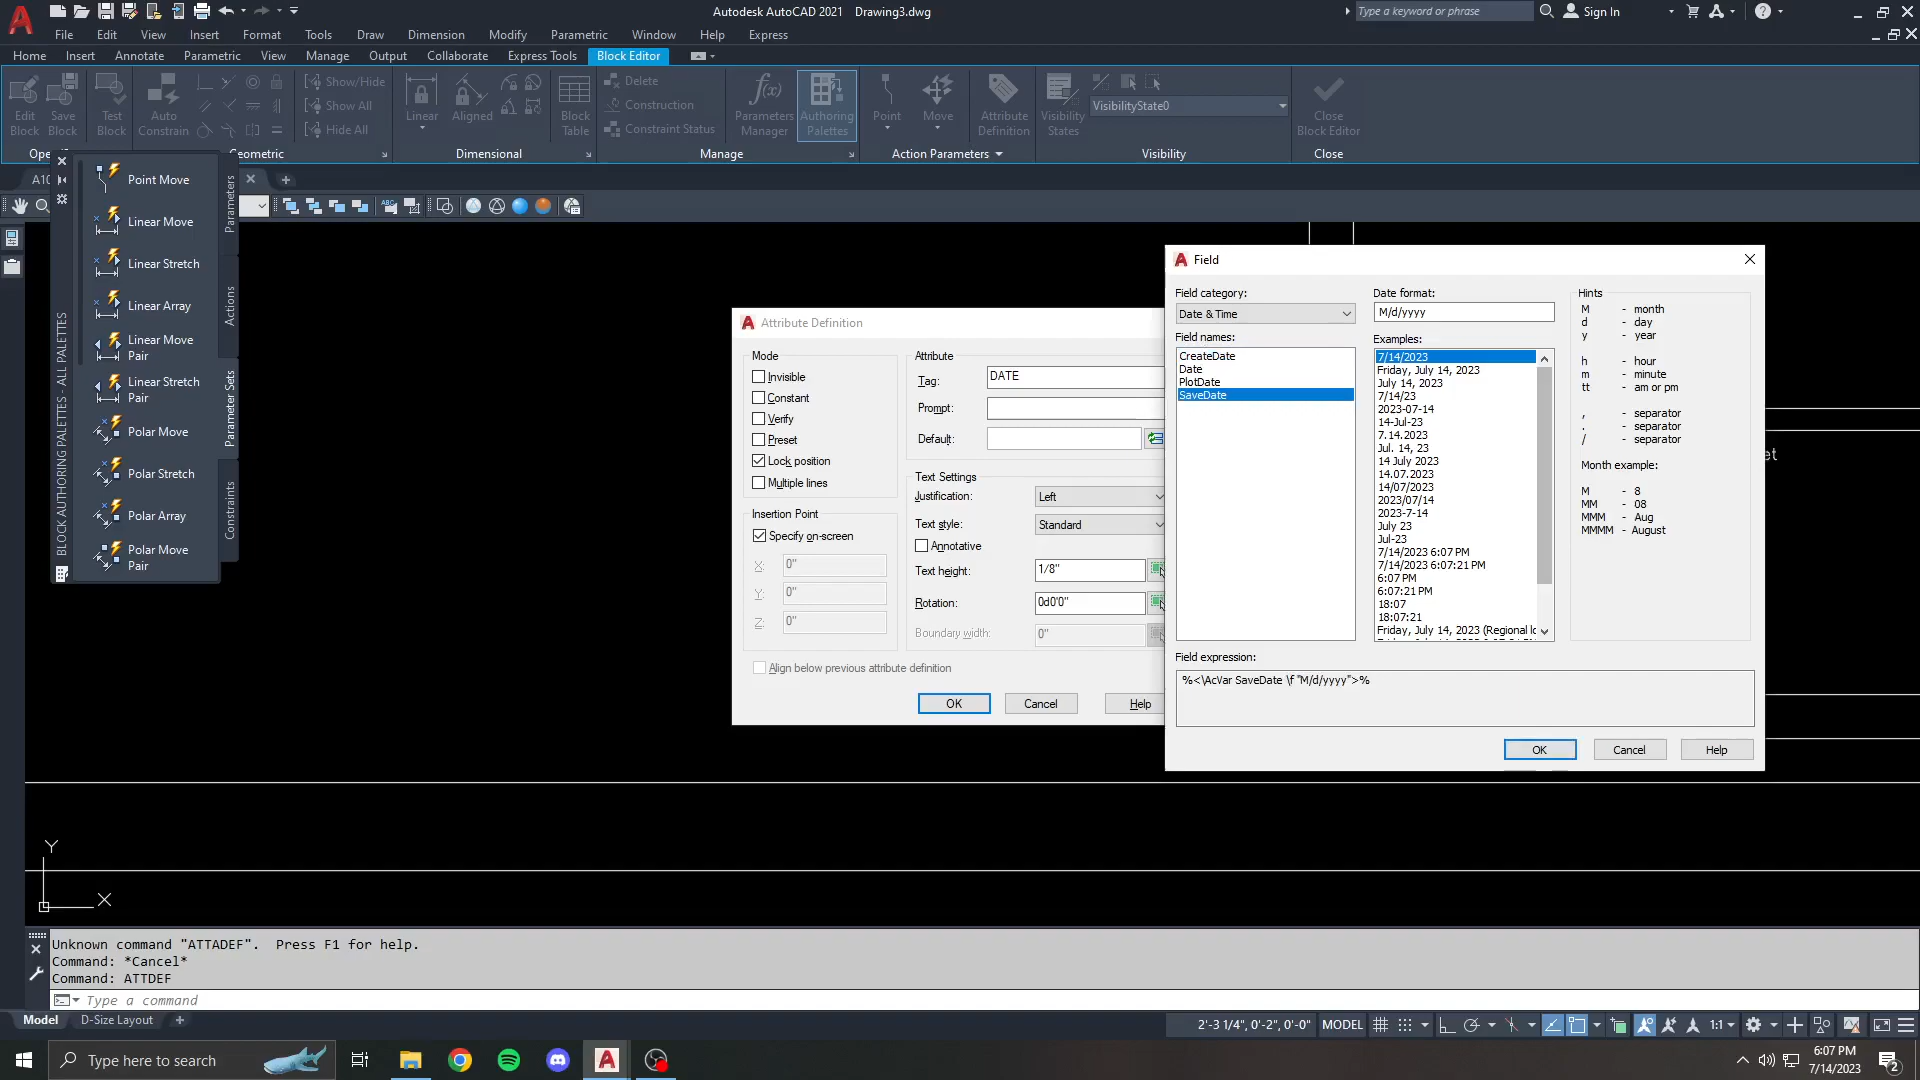 Autodesk AutoCAD 2021 Drawing3.dwg
Type a keyword or phrase
Sign In
File Edit View Insert Format Tools Draw Dimension Modify Parametric Window Help Express
Home Insert Annotate Parametric View Manage Output Collaborate Express Tools Block Editor
Edit Block
Save Block
Test Block
Auto Constrain
Show/Hide
Show All
Hide All
Linear
Aligned
Block Table
Delete
Construction
Constraint Status
Parameters Manager
Authoring Palettes
Point
Move
Attribute Definition
Visibility States
VisibilityState0
Close Block Editor
Geometric
Dimensional
Manage
Action Parameters
Visibility
Close
Point Move
Linear Move
Linear Stretch
Linear Array
Linear Move Pair
Linear Stretch Pair
Polar Move
Polar Stretch
Polar Array
Polar Move Pair
Parameters
Actions
Parameter Sets
Constraints
BLOCK AUTHORING PALETTES - ALL PALETTES
Attribute Definition
Mode
Invisible
Constant
Verify
Preset
Lock position
Multiple lines
Insertion Point
Specify on-screen
X: 0"
Y: 0"
Z: 0"
Align below previous attribute definition
Attribute
Tag: DATE
Prompt:
Default:
Text Settings
Justification: Left
Text style: Standard
Annotative
Text height: 1/8"
Rotation: 0d0'0"
Boundary width: 0"
OK Cancel Help
Field
Field category:
Date & Time
Field names:
CreateDate
Date
PlotDate
SaveDate
Date format:
M/d/yyyy
Examples:
7/14/2023
Friday, July 14, 2023
July 14, 2023
7/14/23
2023-07-14
14-Jul-23
7.14.2023
Jul. 14, 23
14 July 2023
14.07.2023
14/07/2023
2023/07/14
2023-7-14
July 23
Jul-23
7/14/2023 6:07 PM
7/14/2023 6:07:21 PM
6:07 PM
6:07:21 PM
18:07
18:07:21
Friday, July 14, 2023 (Regional lo
Hints
M - month
d - day
y - year
h - hour
m - minute
tt - am or pm
, - separator
. - separator
/ - separator
Month example:
M - 8
MM - 08
MMM - Aug
MMMM - August
Field expression:
%<\AcVar SaveDate \f "M/d/yyyy">%
OK Cancel Help
Y
X
Unknown command "ATTADEF". Press F1 for help.
Command: *Cancel*
Command: ATTDEF
Type a command
Model D-Size Layout
2'-3 1/4", 0'-2", 0'-0" MODEL 1:1
Type here to search
6:07 PM
7/14/2023
2